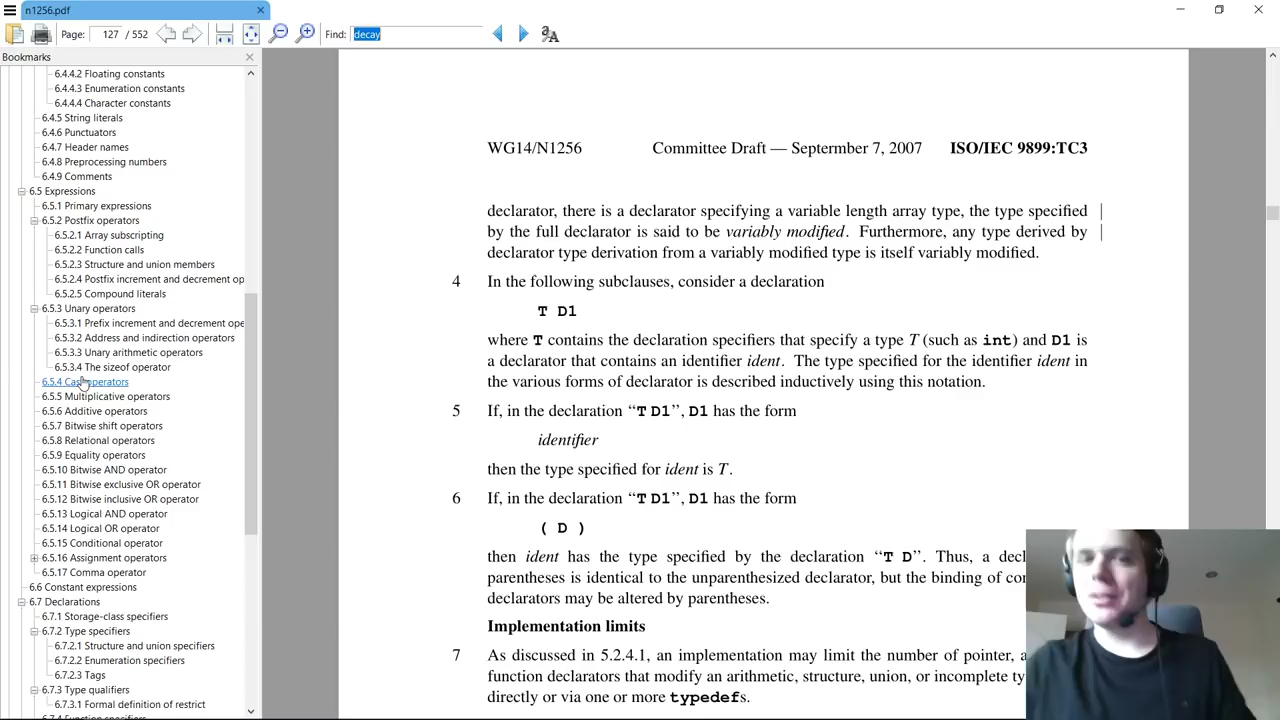 n1256.pdf
Page: 127 / 552 Find: decay
Bookmarks
6.4.4.2 Floating constants
6.4.4.3 Enumeration constants
6.4.4.4 Character constants
6.4.5 String literals
6.4.6 Punctuators
6.4.7 Header names
6.4.8 Preprocessing numbers
6.4.9 Comments
6.5 Expressions
6.5.1 Primary expressions
6.5.2 Postfix operators
6.5.2.1 Array subscripting
6.5.2.2 Function calls
6.5.2.3 Structure and union members
6.5.2.4 Postfix increment and decrement op
6.5.2.5 Compound literals
6.5.3 Unary operators
6.5.3.1 Prefix increment and decrement ope
6.5.3.2 Address and indirection operators
6.5.3.3 Unary arithmetic operators
6.5.3.4 The sizeof operator
6.5.4 Cast operators
6.5.5 Multiplicative operators
6.5.6 Additive operators
6.5.7 Bitwise shift operators
6.5.8 Relational operators
6.5.9 Equality operators
6.5.10 Bitwise AND operator
6.5.11 Bitwise exclusive OR operator
6.5.12 Bitwise inclusive OR operator
6.5.13 Logical AND operator
6.5.14 Logical OR operator
6.5.15 Conditional operator
6.5.16 Assignment operators
6.5.17 Comma operator
6.6 Constant expressions
6.7 Declarations
6.7.1 Storage-class specifiers
6.7.2 Type specifiers
6.7.2.1 Structure and union specifiers
6.7.2.2 Enumeration specifiers
6.7.2.3 Tags
6.7.3 Type qualifiers
6.7.3.1 Formal definition of restrict
6.7.4 Function specifiers
WG14/N1256 Committee Draft — Septermber 7, 2007 ISO/IEC 9899:TC3
declarator, there is a declarator specifying a variable length array type, the type specified
by the full declarator is said to be variably modified. Furthermore, any type derived by
declarator type derivation from a variably modified type is itself variably modified.
4 In the following subclauses, consider a declaration
T D1
where T contains the declaration specifiers that specify a type T (such as int) and D1 is
a declarator that contains an identifier ident. The type specified for the identifier ident in
the various forms of declarator is described inductively using this notation.
5 If, in the declaration “T D1”, D1 has the form
identifier
then the type specified for ident is T.
6 If, in the declaration “T D1”, D1 has the form
( D )
then ident has the type specified by the declaration “T D”. Thus, a decl
parentheses is identical to the unparenthesized declarator, but the binding of co
declarators may be altered by parentheses.
Implementation limits
7 As discussed in 5.2.4.1, an implementation may limit the number of pointer, a
function declarators that modify an arithmetic, structure, union, or incomplete ty
directly or via one or more typedefs.